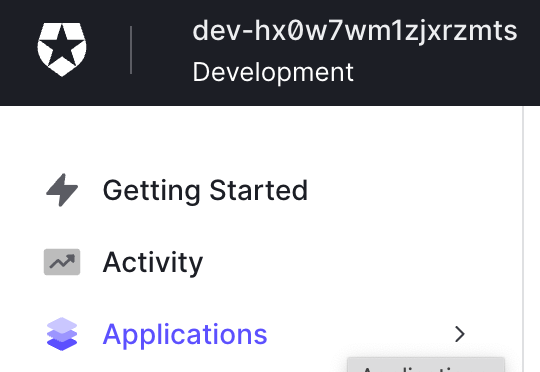 dev-hx0w7wm1zjxrzmts
Development
Getting Started
Activity
Applications